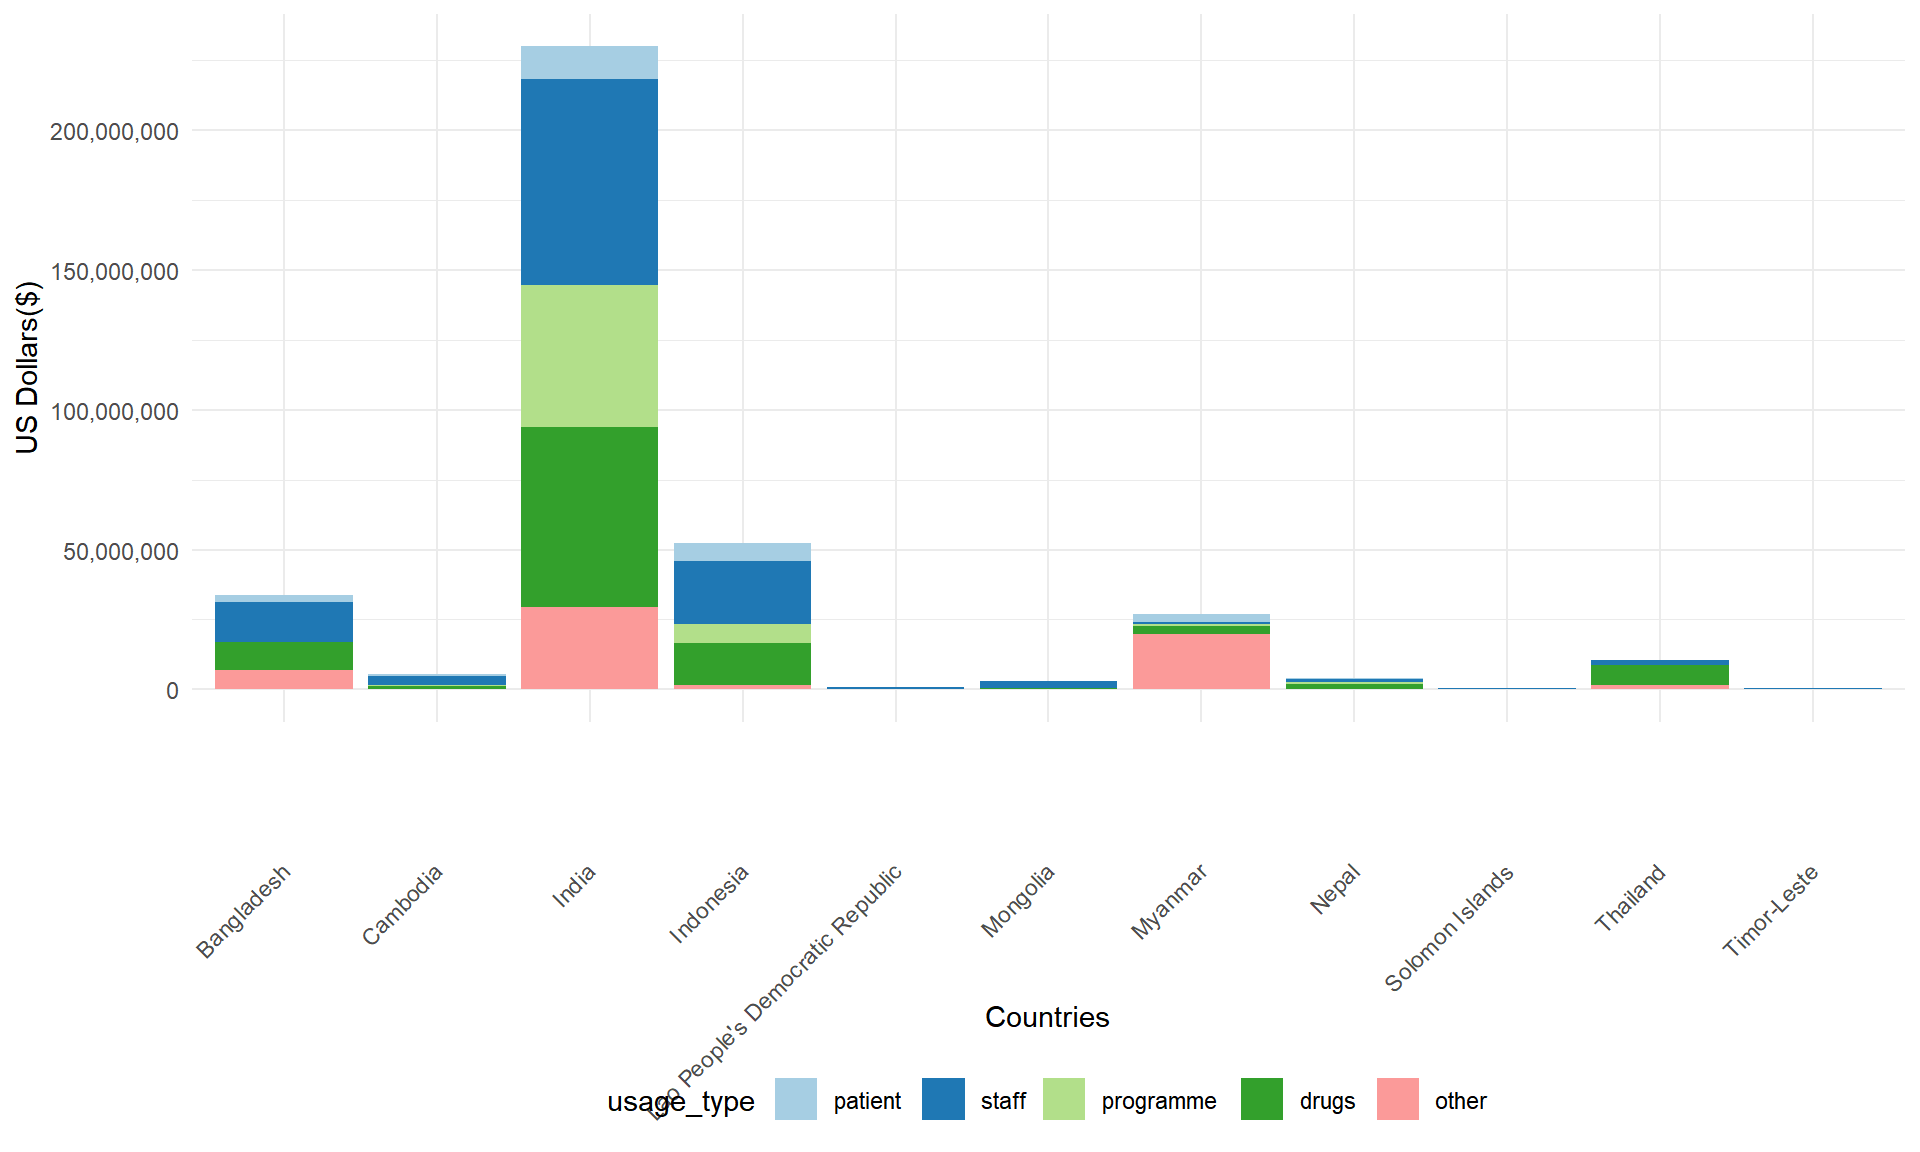 US Dollars($)
200,000,000
150,000,000
100,000,000
50,000,000
0
Bangladesh
Cambodia
India
Indonesia
Lao People's Democratic Republic
Mongolia
Myanmar
Nepal
Solomon Islands
Thailand
Timor-Leste
Countries
usage_type patient staff programme drugs other